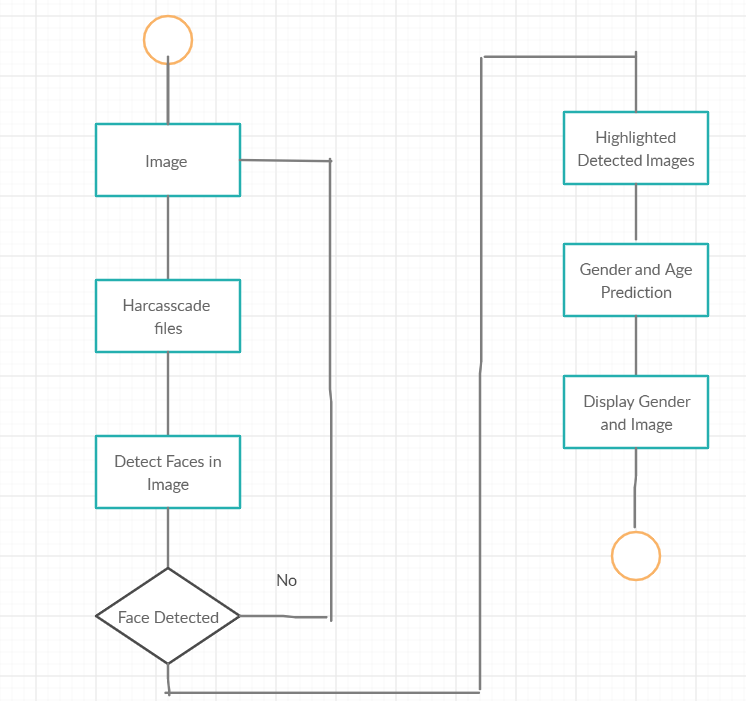 Image
Harcasscade
files
Detect Faces in
Image
No
Face Detected
Highlighted
Detected Images
Gender and Age
Prediction
Display Gender
and Image